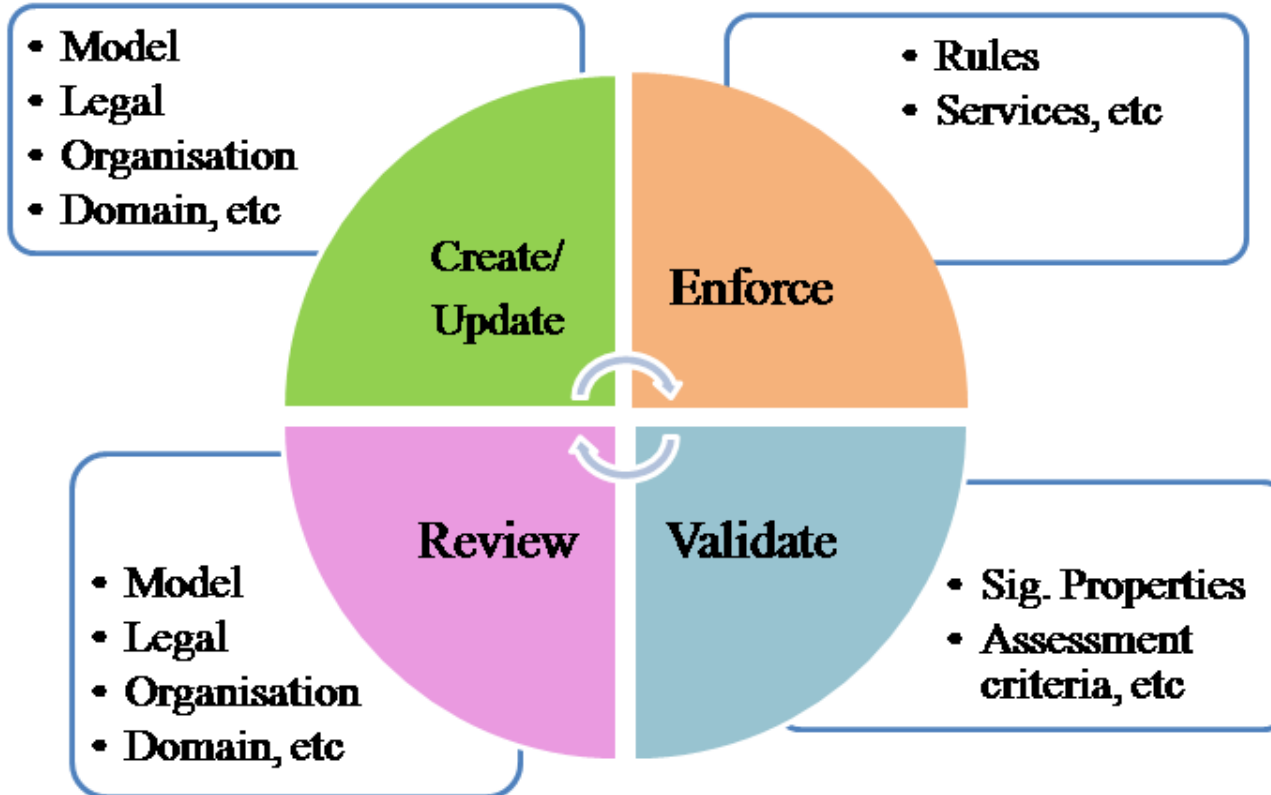 • Model
• Legal
• Organisation
• Domain, etc
• Rules
• Services, etc
Create/
Update
Enforce
Review
Validate
• Model
• Legal
• Organisation
• Domain, etc
• Sig. Properties
• Assessment
criteria, etc